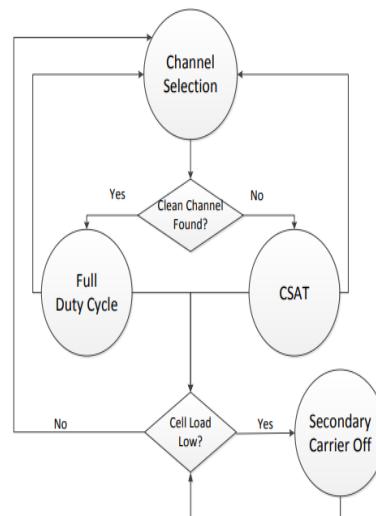 Channel
Selection
Yes
No
Clean Channel
Found?
Full
Duty Cycle
CSAT
No
Cell Load
Low?
Yes
Secondary
Carrier Off